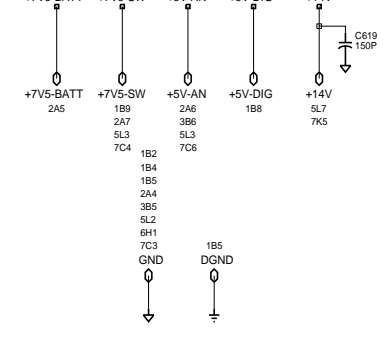 C619
150P
+7V5-BATT +7V5-SW +5V-AN +5V-DIG +14V
2A5 1B9 2A6 1B8 5L7
2A7 3B6 7K5
5L3 5L3
7C4 7C6
1B2
1B4
1B5
2A4
3B5
5L2
6H1
7C3 1B5
GND DGND